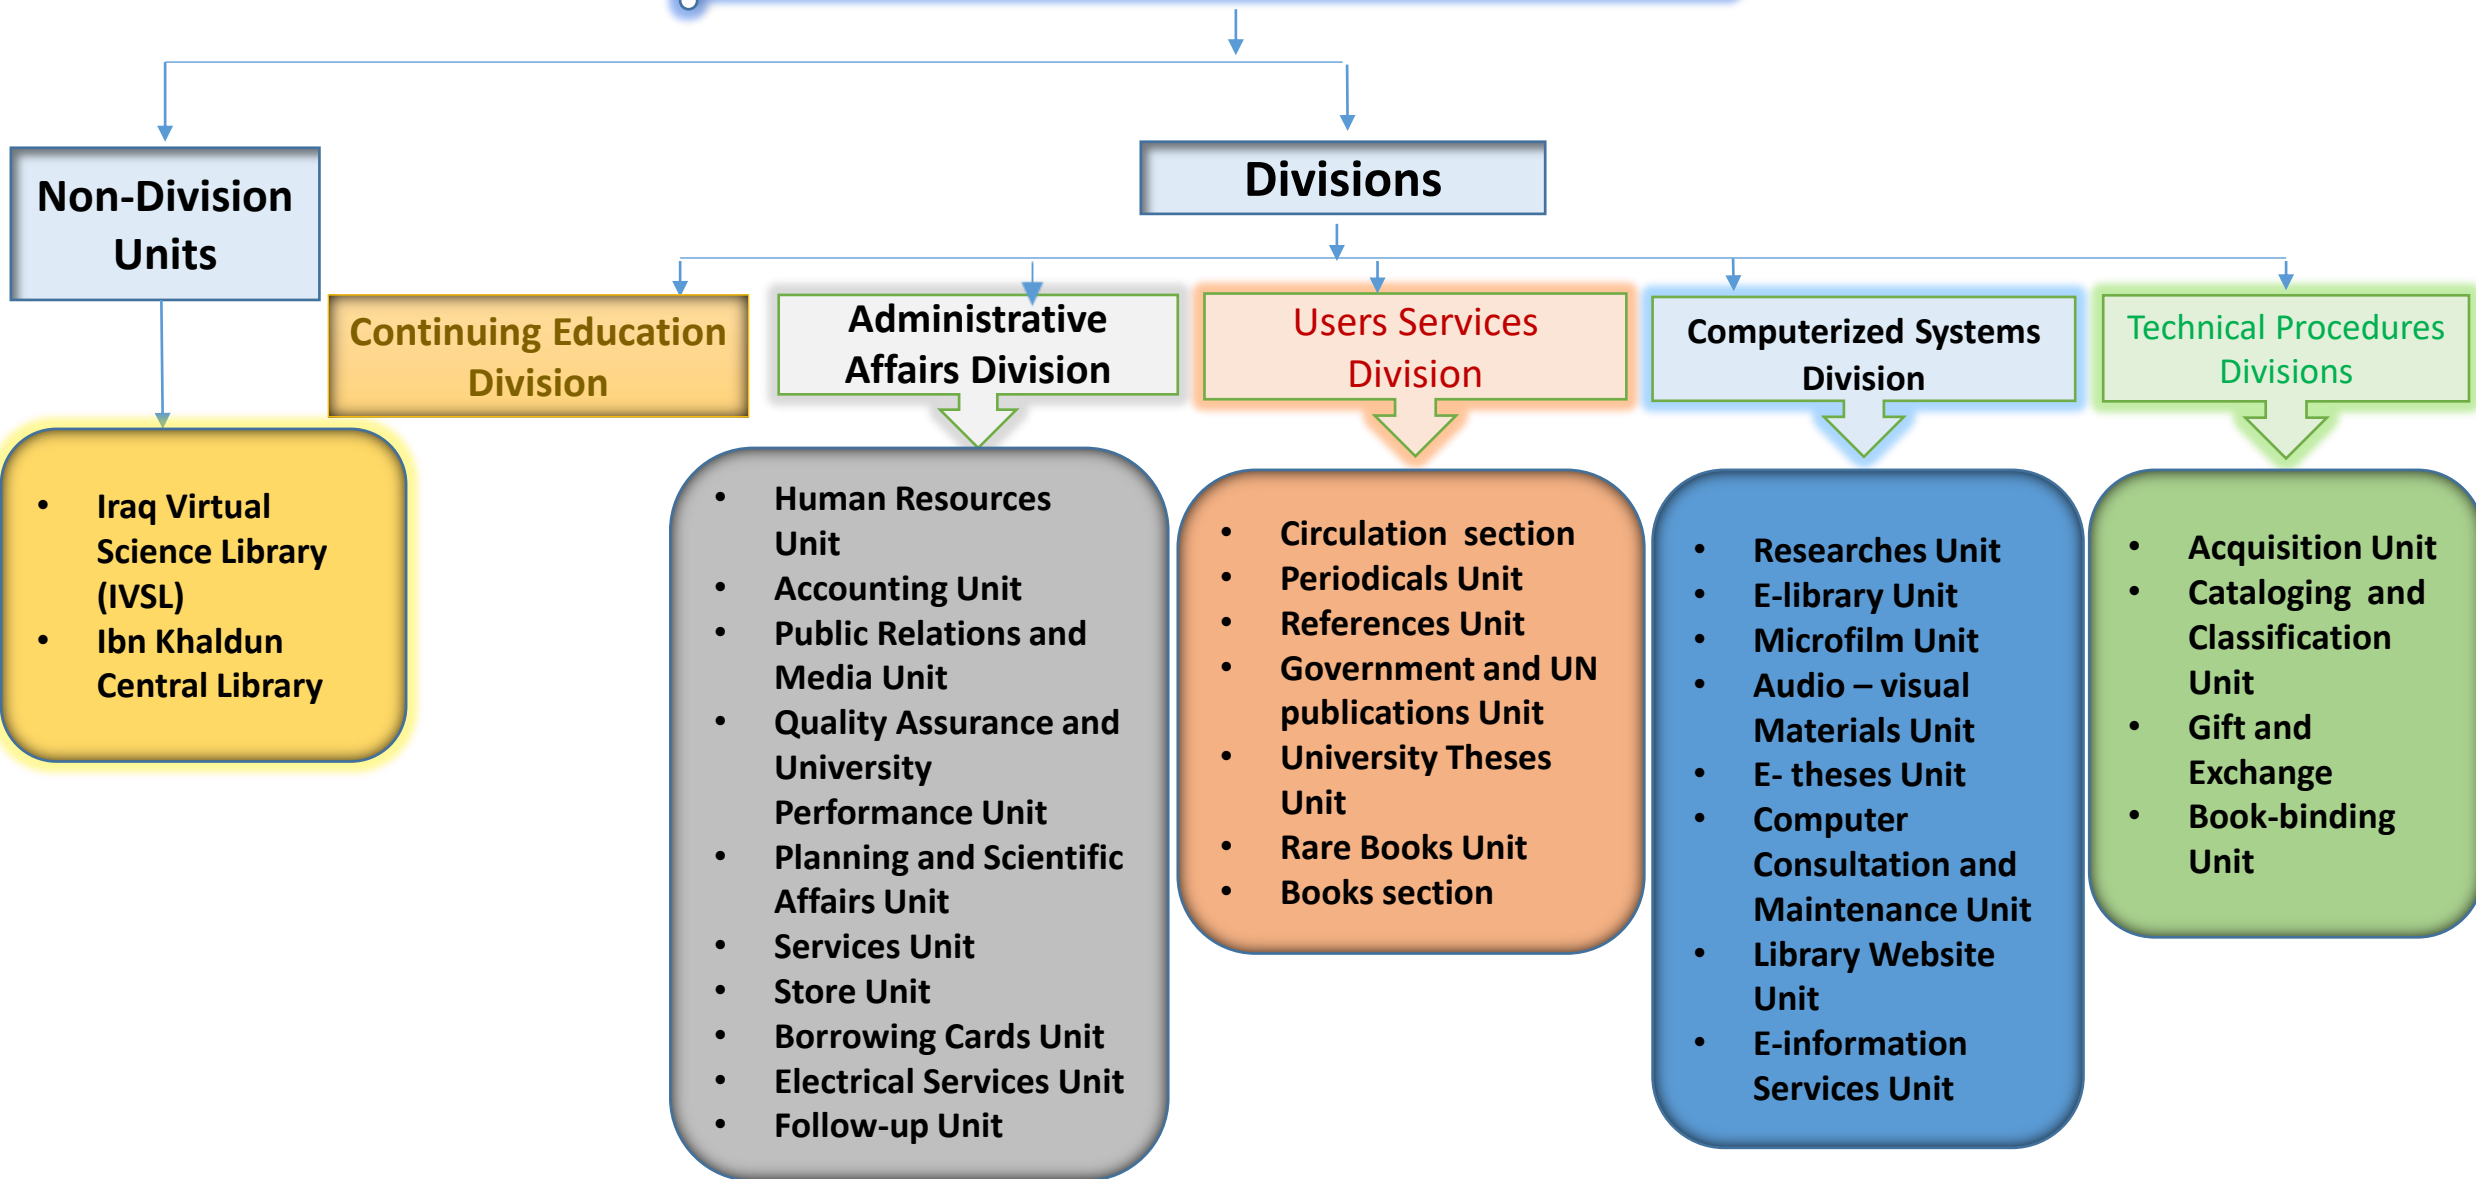 Non-Division
Units
Divisions
Continuing Education
Division
Administrative
Affairs Division
Users Services
Division
Computerized Systems
Division
Technical Procedures
Divisions
• Iraq Virtual
Science Library
(IVSL)
• Ibn Khaldun
Central Library
• Human Resources
Unit
• Accounting Unit
• Public Relations and
Media Unit
• Quality Assurance and
University
Performance Unit
• Planning and Scientific
Affairs Unit
• Services Unit
• Store Unit
• Borrowing Cards Unit
• Electrical Services Unit
• Follow-up Unit
• Circulation  section
• Periodicals Unit
• References Unit
• Government and UN
publications Unit
• University Theses
Unit
• Rare Books Unit
• Books section
• Researches Unit
• E-library Unit
• Microfilm Unit
• Audio – visual
Materials Unit
• E- theses Unit
• Computer
Consultation and
Maintenance Unit
• Library Website
Unit
• E-information
Services Unit
• Acquisition Unit
• Cataloging  and
Classification
Unit
• Gift and
Exchange
• Book-binding
Unit